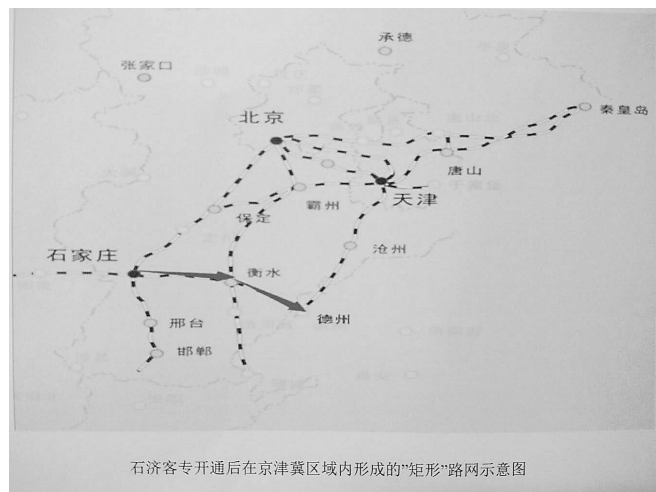 承德
张家口
北京
秦皇岛
唐山
天津
霸州
保定
沧州
石家庄
衡水
德州
邢台
邯郸
石济客专开通后在京津冀区域内形成的”矩形”路网示意图